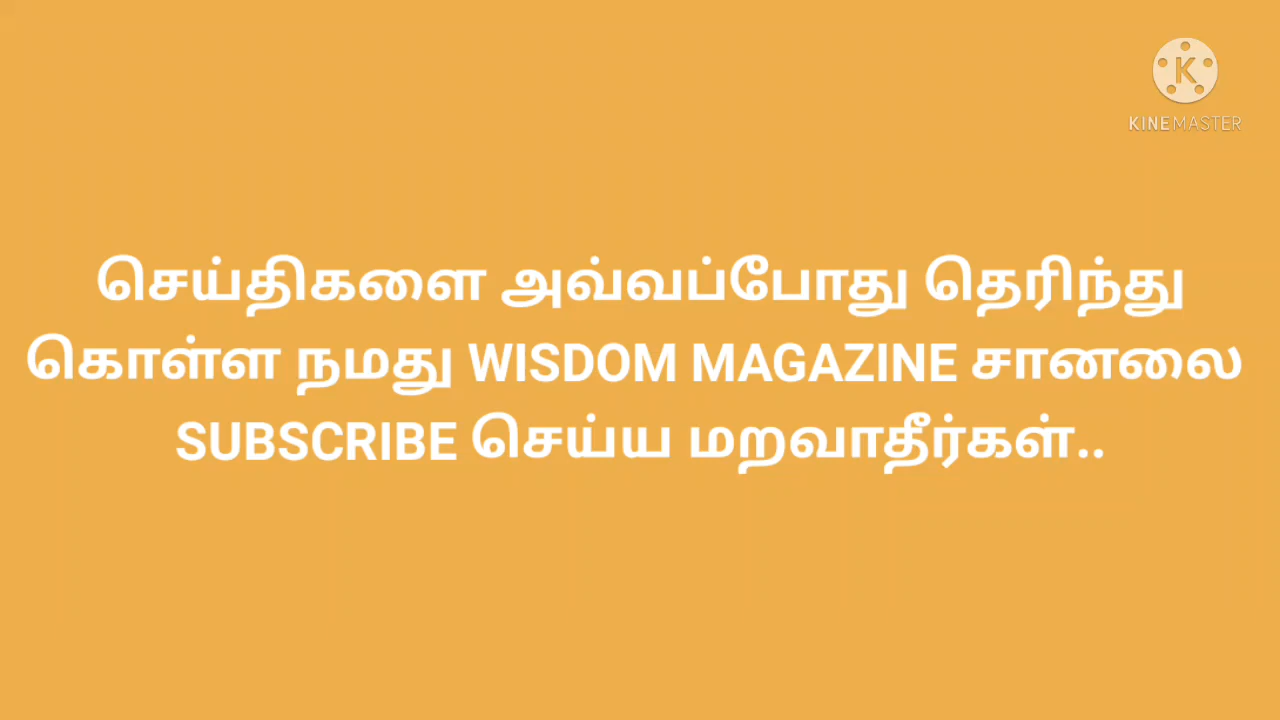 K
KINEMASTER
செய்திகளை அவ்வப்போது தெரிந்து
கொள்ள நமது WISDOM MAGAZINE சானலை
SUBSCRIBE செய்ய மறவாதீர்கள்..